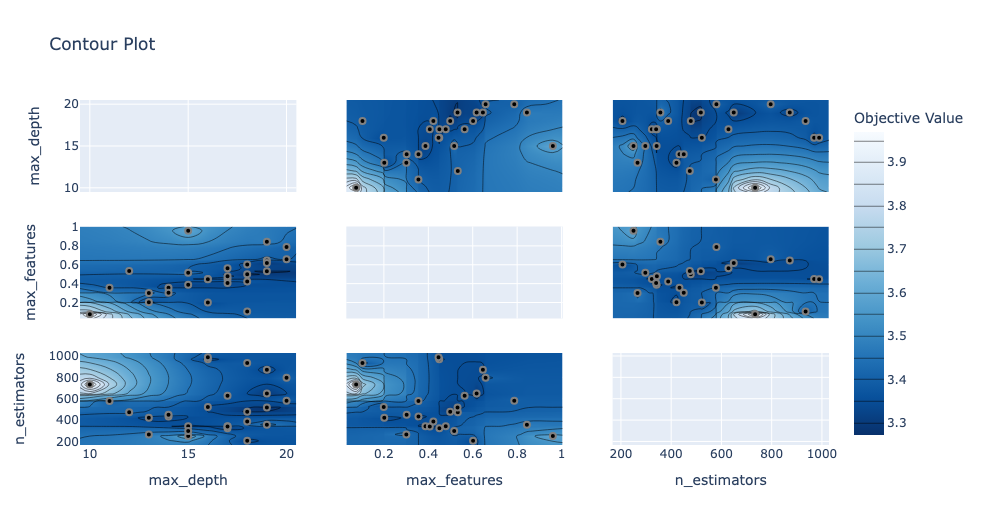 Contour Plot
Objective Value
max_depth
20
15
10
3.9
3.8
3.7
3.6
3.5
3.4
3.3
max_features
1
0.8
0.6
0.4
0.2
n_estimators
1000
800
600
400
200
10 15 20
0.2 0.4 0.6 0.8 1
200 400 600 800 1000
max_depth max_features n_estimators